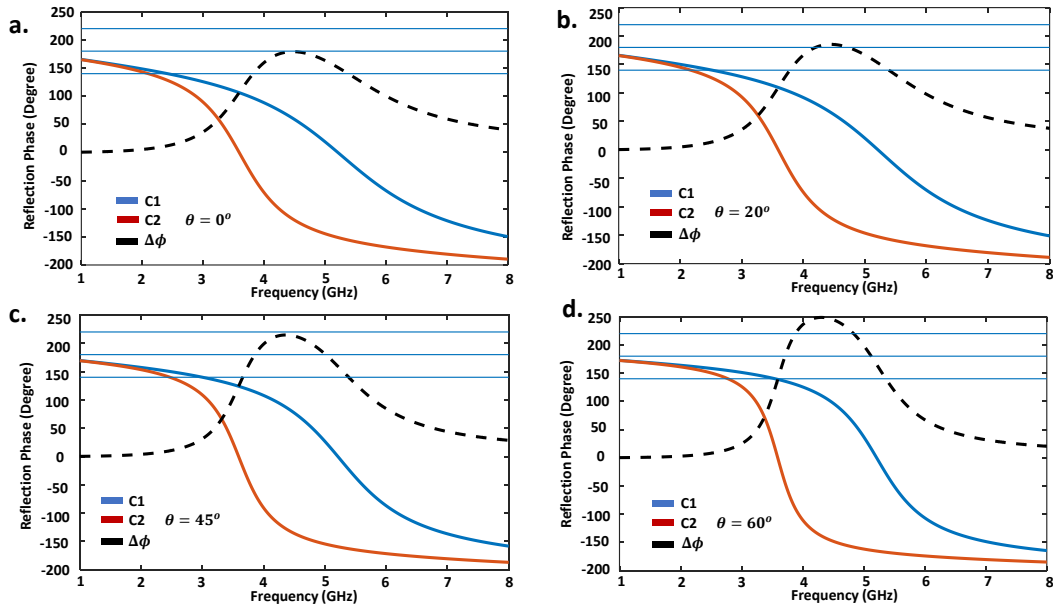 a.
Reflection Phase (Degree)
250
200
150
100
50
0
-50
-100
-150
-200
C1
C2
θ = 0°
Δϕ
1 2 3 4 5 6 7 8
Frequency (GHz)
b.
Reflection Phase (Degree)
250
200
150
100
50
0
-50
-100
-150
-200
C1
C2
θ = 20°
Δϕ
1 2 3 4 5 6 7 8
Frequency (GHz)
c.
Reflection Phase (Degree)
250
200
150
100
50
0
-50
-100
-150
-200
C1
C2
θ = 45°
Δϕ
1 2 3 4 5 6 7 8
Frequency (GHz)
d.
Reflection Phase (Degree)
250
200
150
100
50
0
-50
-100
-150
-200
C1
C2
θ = 60°
Δϕ
1 2 3 4 5 6 7 8
Frequency (GHz)